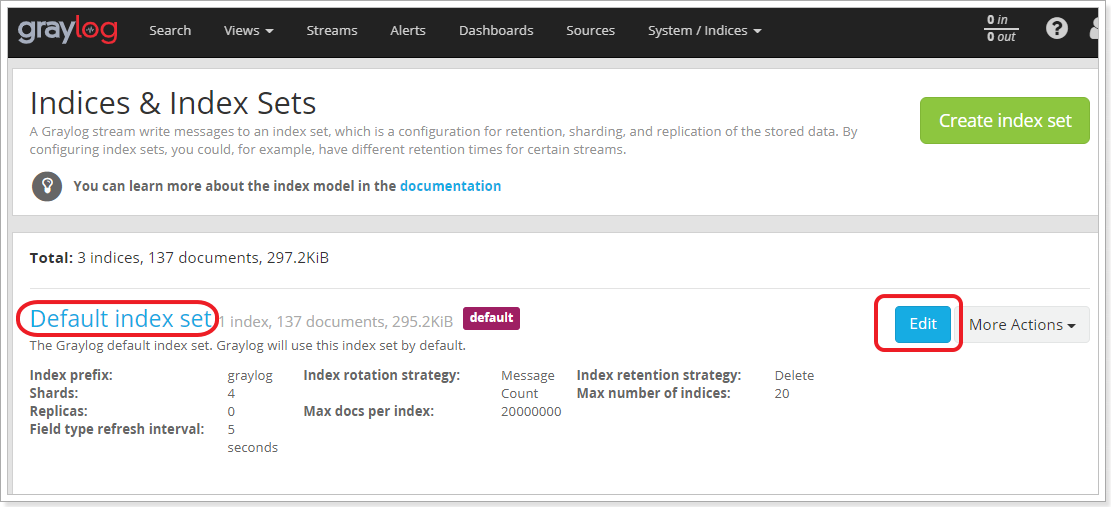 graylog Search Views Streams Alerts Dashboards Sources System / Indices 0 in
0 out
Indices & Index Sets
A Graylog stream write messages to an index set, which is a configuration for retention, sharding, and replication of the stored data. By
configuring index sets, you could, for example, have different retention times for certain streams.
Create index set
You can learn more about the index model in the documentation
Total: 3 indices, 137 documents, 297.2KiB
Default index set 1 index, 137 documents, 295.2KiB default
Edit More Actions
The Graylog default index set. Graylog will use this index set by default.
Index prefix: graylog
Shards: 4
Replicas: 0
Field type refresh interval: 5
seconds
Index rotation strategy: Message
Count
Max docs per index: 20000000
Index retention strategy: Delete
Max number of indices: 20